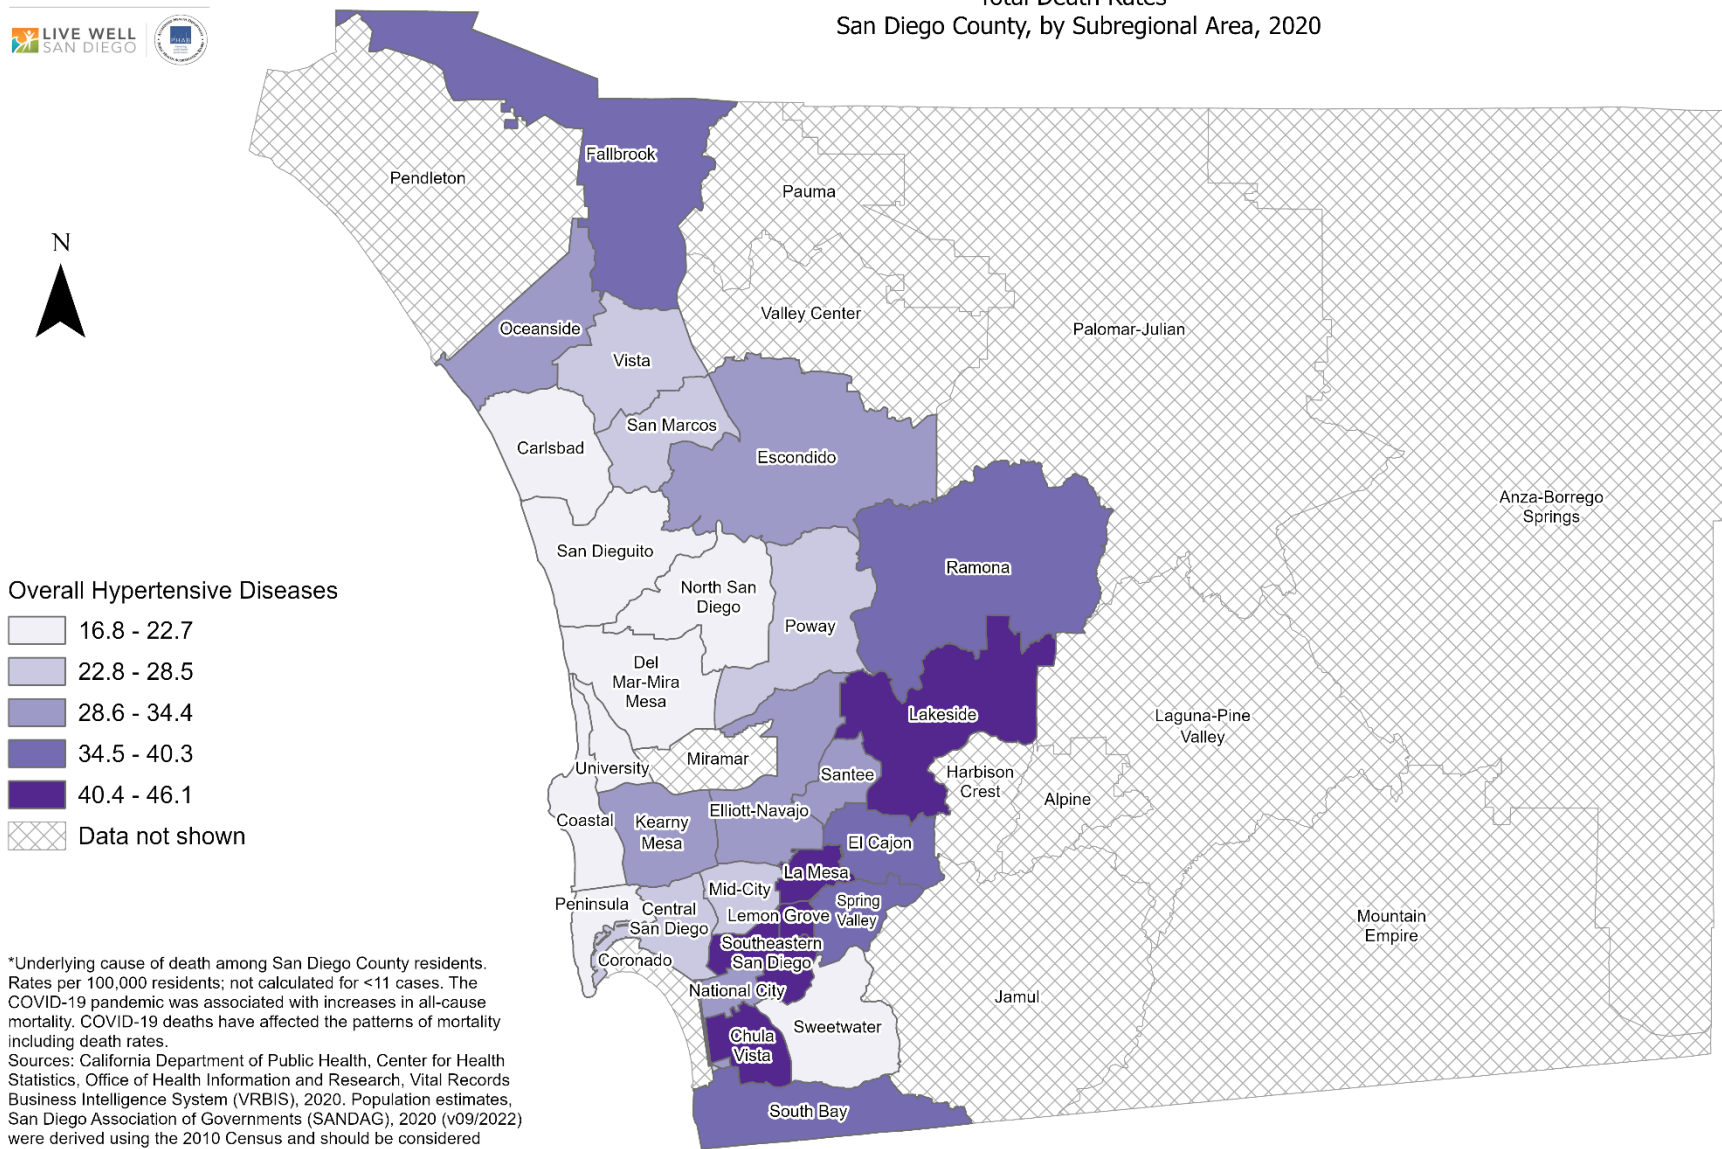 Total Death Rates
San Diego County, by Subregional Area, 2020
LIVE WELL
SAN DIEGO
PHAB
N
Fallbrook
Pendleton
Pauma
Oceanside
Valley Center
Palomar-Julian
Vista
San Marcos
Carlsbad
Escondido
Anza-Borrego
Springs
San Dieguito
Ramona
North San
Diego
Poway
Del
Mar-Mira
Mesa
Lakeside
Laguna-Pine
Valley
Miramar
University
Santee
Harbison
Crest
Alpine
Coastal
Kearny
Mesa
Elliott-Navajo
El Cajon
La Mesa
Mid-City
Peninsula
Central
San Diego
Lemon Grove
Spring
Valley
Mountain
Empire
Southeastern
San Diego
Coronado
National City
Jamul
Sweetwater
Chula
Vista
South Bay
Overall Hypertensive Diseases
16.8 - 22.7
22.8 - 28.5
28.6 - 34.4
34.5 - 40.3
40.4 - 46.1
Data not shown
*Underlying cause of death among San Diego County residents.
Rates per 100,000 residents; not calculated for <11 cases. The
COVID-19 pandemic was associated with increases in all-cause
mortality. COVID-19 deaths have affected the patterns of mortality
including death rates.
Sources: California Department of Public Health, Center for Health
Statistics, Office of Health Information and Research, Vital Records
Business Intelligence System (VRBIS), 2020. Population estimates,
San Diego Association of Governments (SANDAG), 2020 (v09/2022)
were derived using the 2010 Census and should be considered